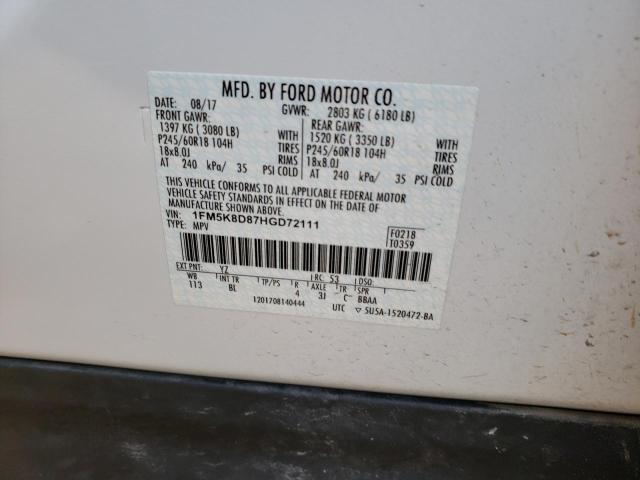 MFD. BY FORD MOTOR CO.
DATE: 08/17 GVWR: 2803 KG ( 6180 LB)
FRONT GAWR: REAR GAWR:
1397 KG ( 3080 LB) WITH 1520 KG ( 3350 LB) WITH
P245/60R18 104H TIRES P245/60R18 104H TIRES
18x8.0J RIMS 18x8.0J RIMS
AT 240 kPa/ 35 PSI COLD AT 240 kPa/ 35 PSI COLD
THIS VEHICLE CONFORMS TO ALL APPLICABLE FEDERAL MOTOR
VEHICLE SAFETY STANDARDS IN EFFECT ON THE DATE OF
MANUFACTURE SHOWN ABOVE.
VIN: 1FM5K8D87HGD72111
TYPE: MPV
F0218
T0359
EXT PNT: YZ RC: 53 DSO:
WB INT TR TP/PS R AXLE TR SPR
113 BL 4 3J C BBAA
1201708140444 UTC ▽ 5U5A-1520472-BA